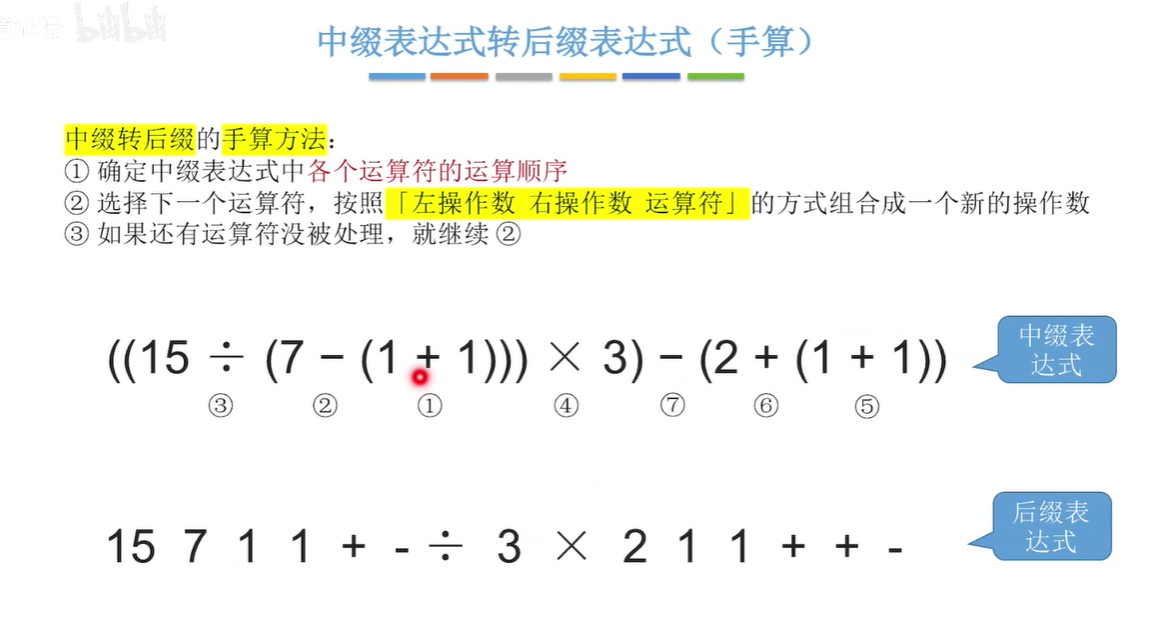 bilibili
中缀表达式转后缀表达式（手算）
中缀转后缀的手算方法：
① 确定中缀表达式中各个运算符的运算顺序
② 选择下一个运算符，按照「左操作数 右操作数 运算符」的方式组合成一个新的操作数
③ 如果还有运算符没被处理，就继续 ②
((15 ÷ (7 − (1 + 1))) × 3) − (2 + (1 + 1))
中缀表
达式
③ ② ① ④ ⑦ ⑥ ⑤
15 7 1 1 + - ÷ 3 × 2 1 1 + + -
后缀表
达式